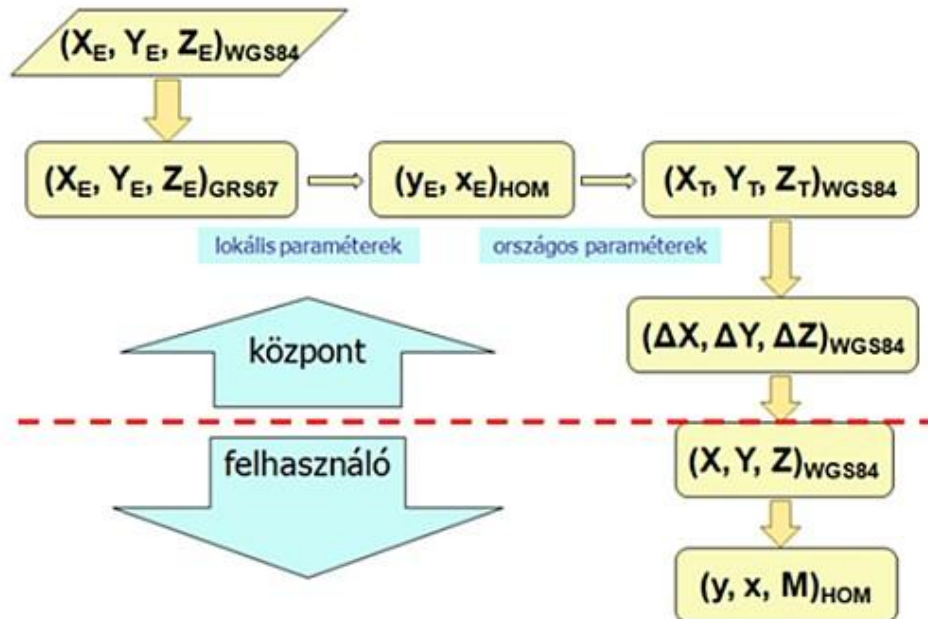 (X_E, Y_E, Z_E)_WGS84
(X_E, Y_E, Z_E)_GRS67
(y_E, x_E)_HOM
(X_T, Y_T, Z_T)_WGS84
lokális paraméterek
országos paraméterek
(ΔX, ΔY, ΔZ)_WGS84
központ
felhasználó
(X, Y, Z)_WGS84
(y, x, M)_HOM